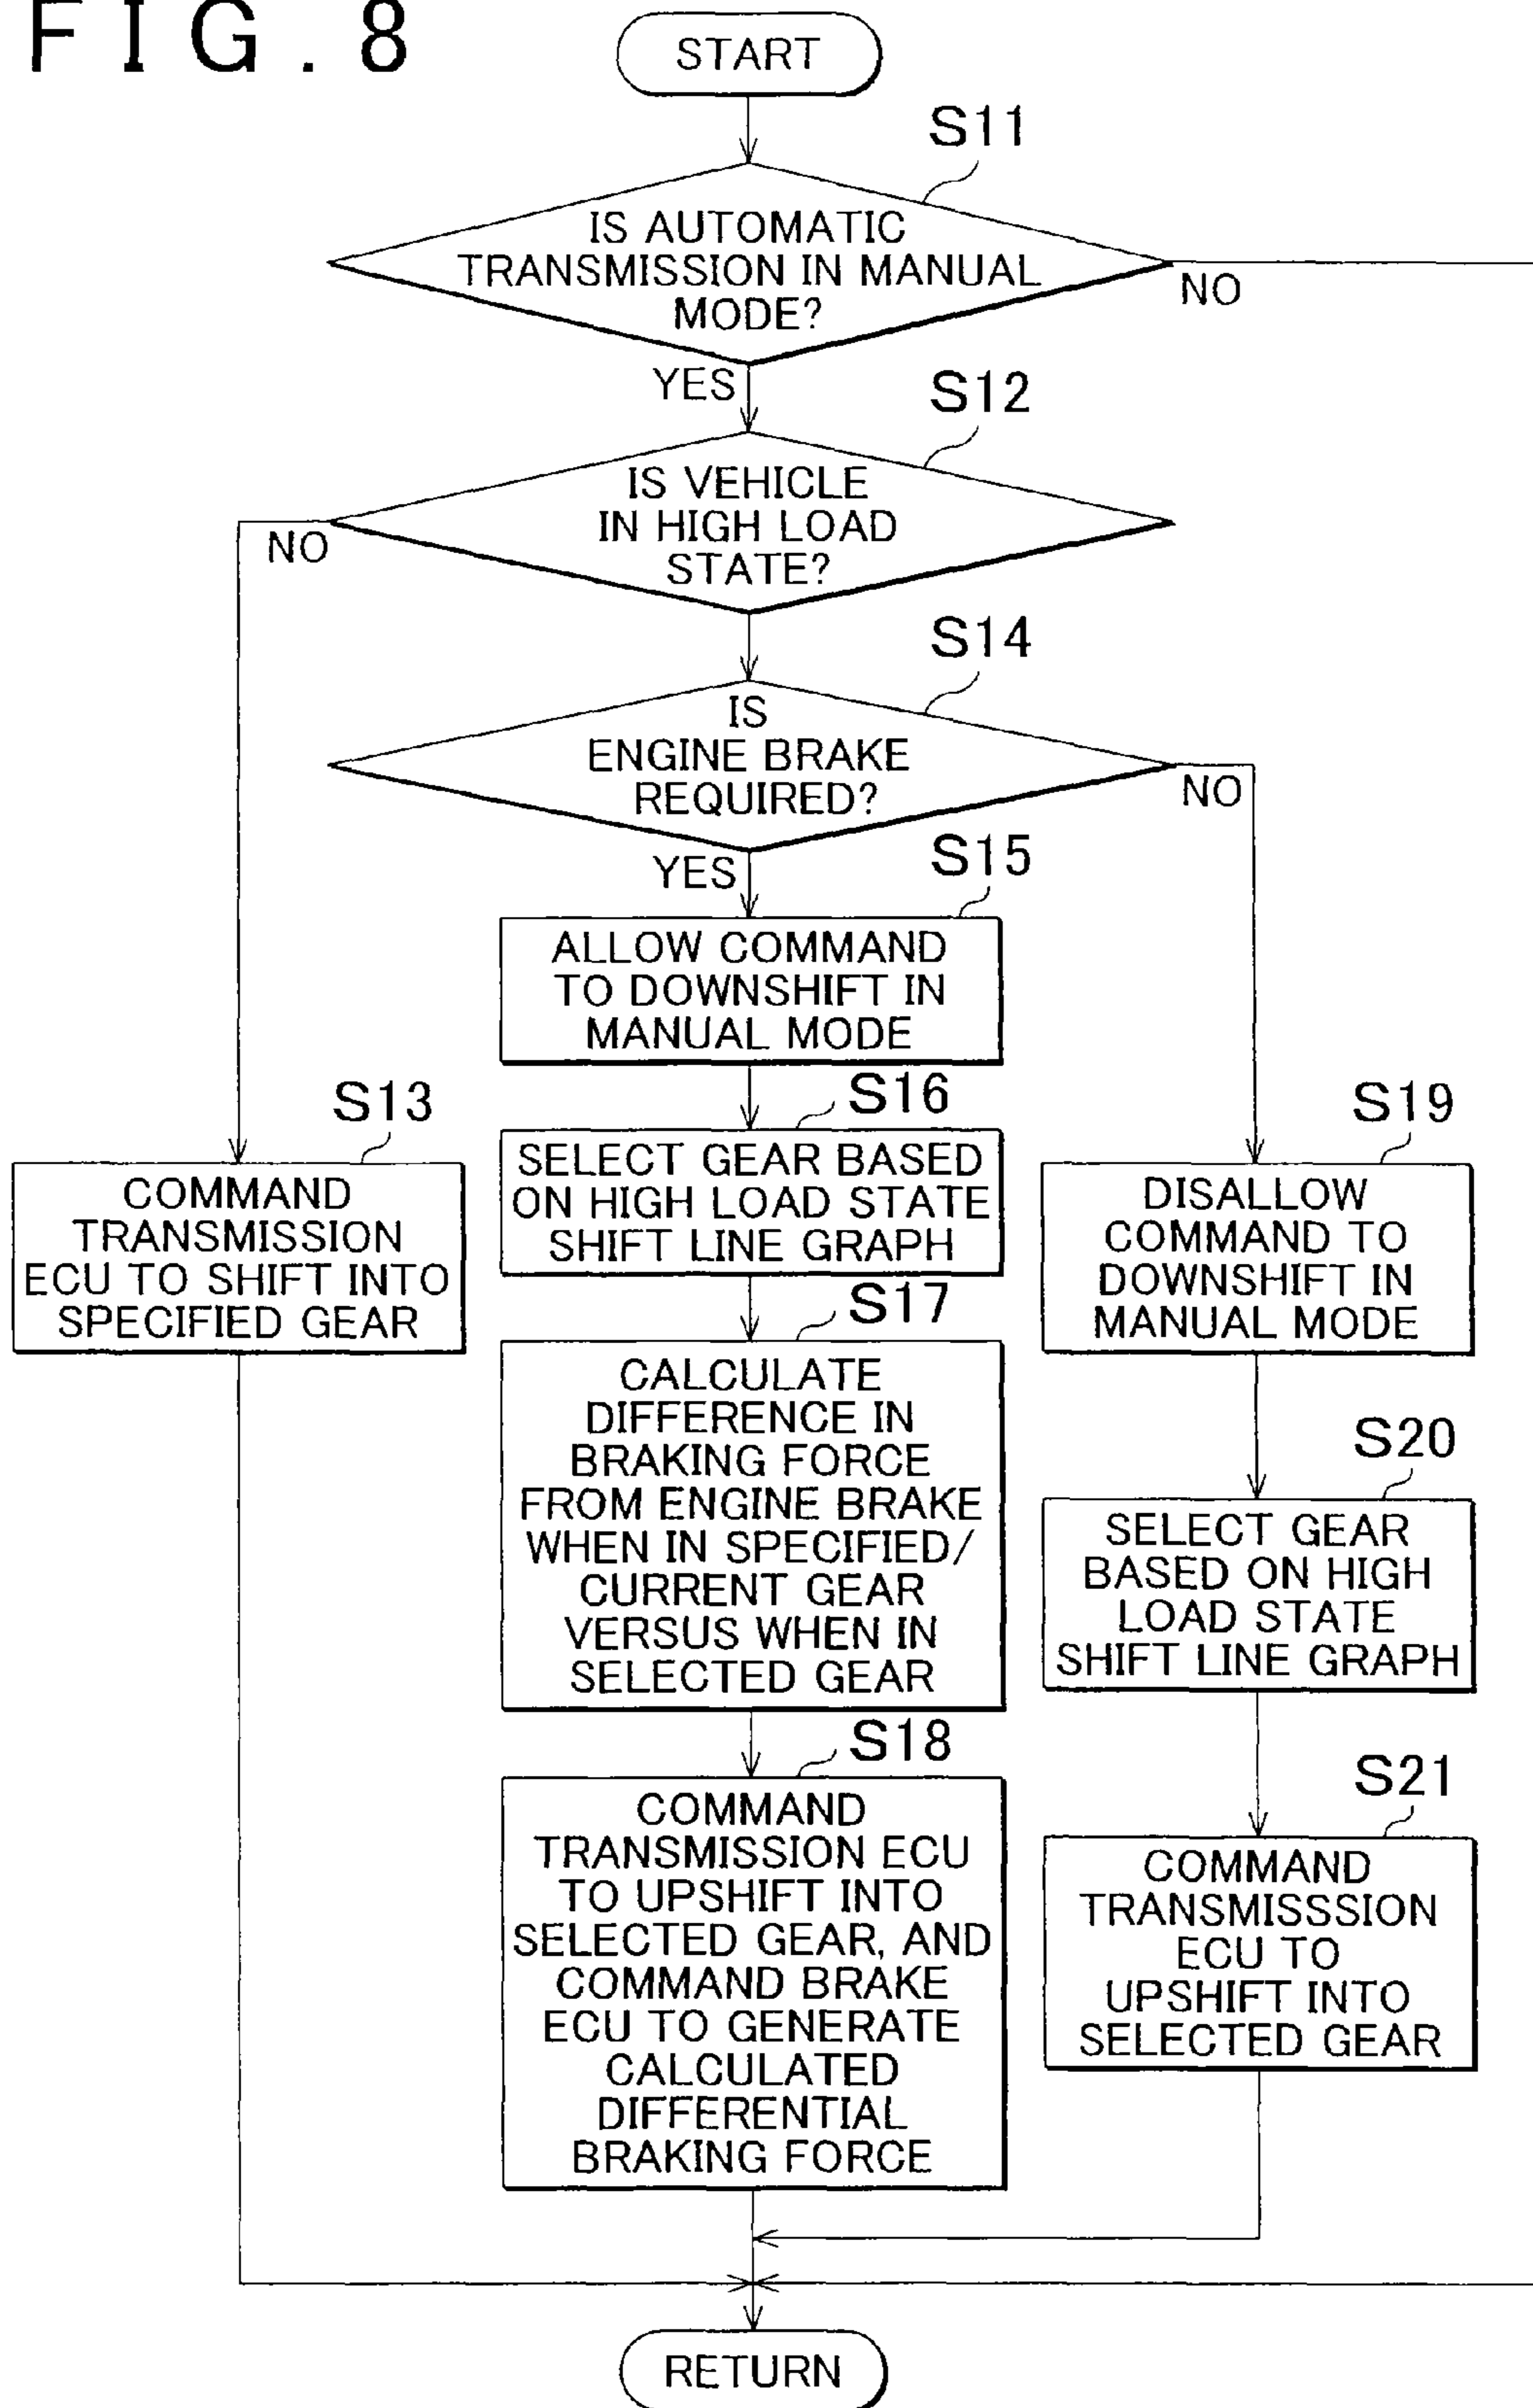 FIG.8
START
S11
IS AUTOMATIC
TRANSMISSION IN MANUAL
MODE?
NO
YES
S12
IS VEHICLE
IN HIGH LOAD
STATE?
NO
S14
IS
ENGINE BRAKE
REQUIRED?
NO
YES
S15
ALLOW COMMAND
TO DOWNSHIFT IN
MANUAL MODE
S13
COMMAND
TRANSMISSION
ECU TO SHIFT INTO
SPECIFIED GEAR
S16
SELECT GEAR BASED
ON HIGH LOAD STATE
SHIFT LINE GRAPH
S17
CALCULATE
DIFFERENCE IN
BRAKING FORCE
FROM ENGINE BRAKE
WHEN IN SPECIFIED/
CURRENT GEAR
VERSUS WHEN IN
SELECTED GEAR
S18
COMMAND
TRANSMISSION ECU
TO UPSHIFT INTO
SELECTED GEAR, AND
COMMAND BRAKE
ECU TO GENERATE
CALCULATED
DIFFERENTIAL
BRAKING FORCE
S19
DISALLOW
COMMAND TO
DOWNSHIFT IN
MANUAL MODE
S20
SELECT GEAR
BASED ON HIGH
LOAD STATE
SHIFT LINE GRAPH
S21
COMMAND
TRANSMISSSION
ECU TO
UPSHIFT INTO
SELECTED GEAR
RETURN